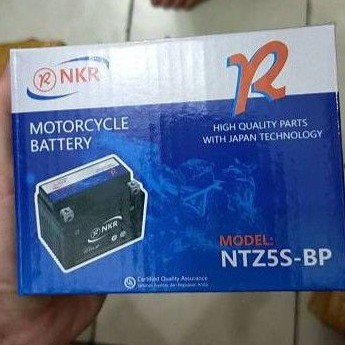 NKR
R
MOTORCYCLE
BATTERY
HIGH QUALITY PARTS
WITH JAPAN TECHNOLOGY
NKR
MODEL:
NTZ5S-BP
Certified Quality Assurance